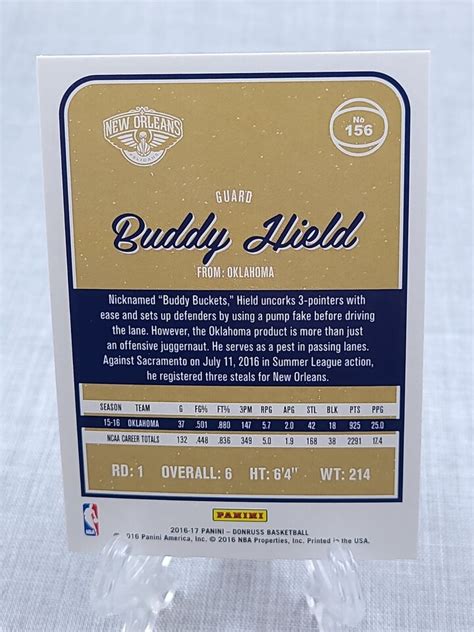 NEW ORLEANS
PELICANS
No
156
GUARD
Buddy Hield
FROM: OKLAHOMA
Nicknamed "Buddy Buckets," Hield uncorks 3-pointers with
ease and sets up defenders by using a pump fake before driving
the lane. However, the Oklahoma product is more than just
an offensive juggernaut. He serves as a pest in passing lanes.
Against Sacramento on July 11, 2016 in Summer League action,
he registered three steals for New Orleans.
SEASON TEAM G FG% FT% 3PM RPG APG STL BLK PTS PPG
15-16 OKLAHOMA 37 .501 .880 147 5.7 2.0 42 18 925 25.0
NCAA CAREER TOTALS 132 .448 .836 349 5.0 1.9 168 38 2291 17.4
RD: 1 OVERALL: 6 HT: 6'4" WT: 214
NBA
PANINI
2016-17 PANINI - DONRUSS BASKETBALL
© 2016 Panini America, Inc. © 2016 NBA Properties, Inc. Printed in the USA.